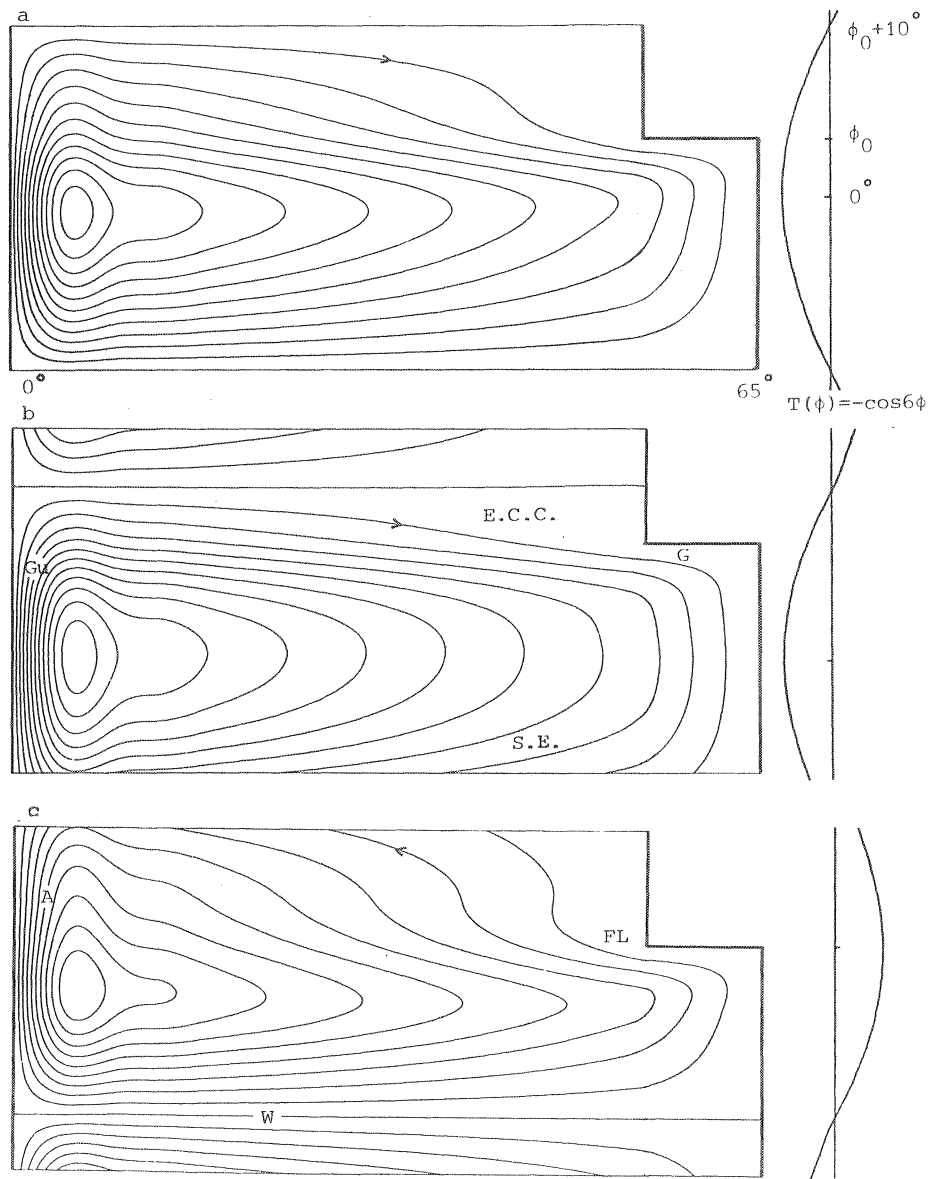 a
ϕ₀+10°
ϕ₀
0°
0°
65°
T(ϕ)=-cos6ϕ
b
E.C.C.
G
Gu
S.E.
c
A
FL
W